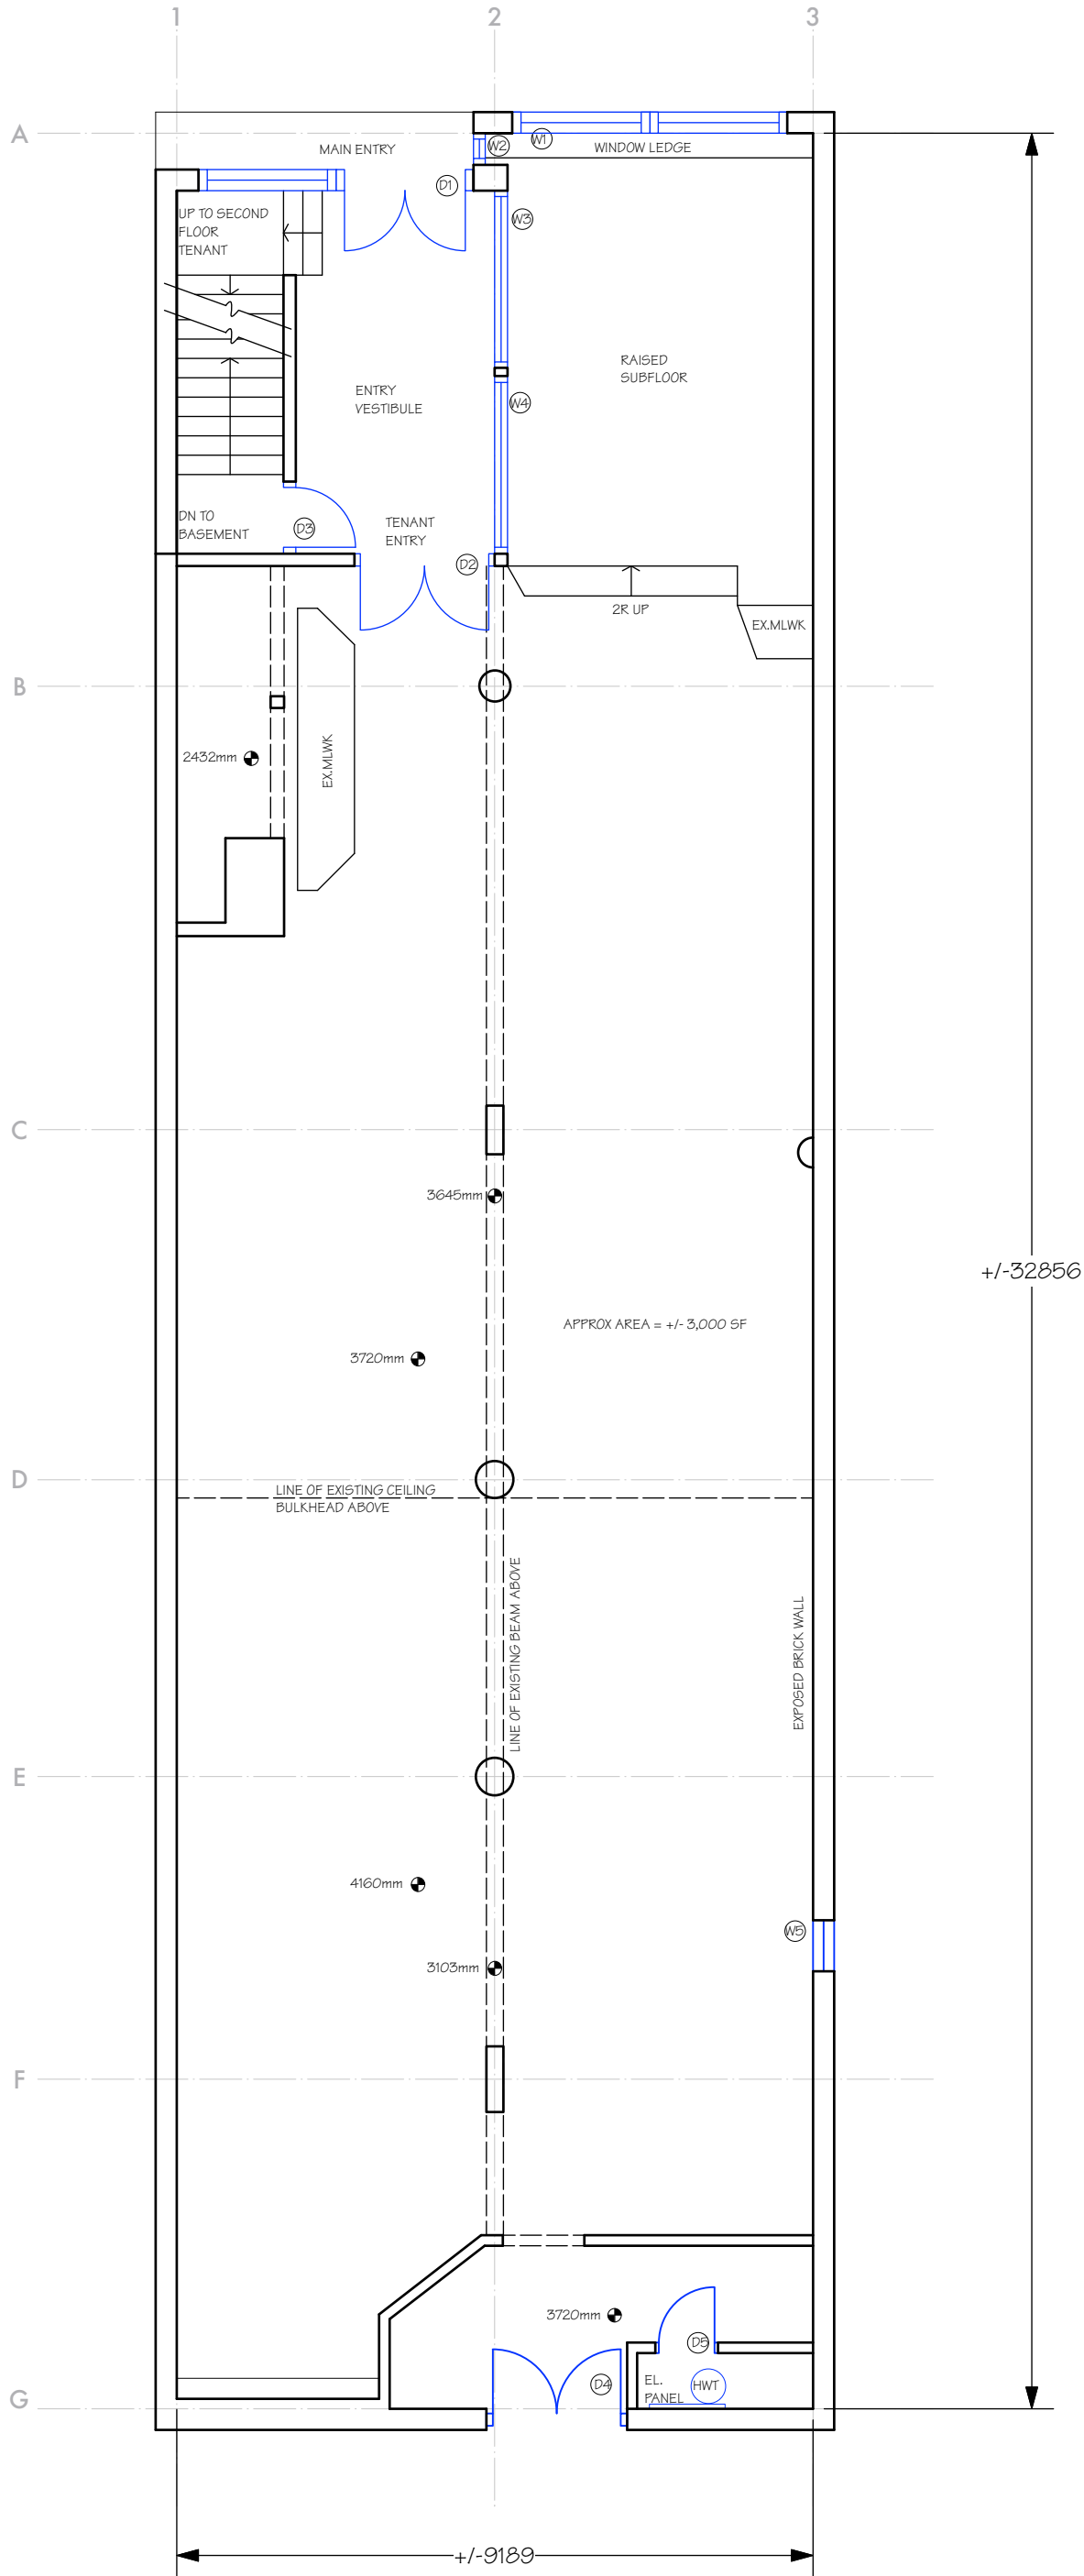 1
2
3
A
MAIN ENTRY
W2
W1
WINDOW LEDGE
D1
UP TO SECOND
FLOOR
TENANT
W3
RAISED
SUBFLOOR
ENTRY
VESTIBULE
W4
DN TO
BASEMENT
D3
TENANT
ENTRY
D2
2R UP
EX.MLWK
B
2432mm
EX.MLWK
C
3645mm
+/-32856
APPROX AREA = +/- 3,000 SF
3720mm
D
LINE OF EXISTING CEILING
BULKHEAD ABOVE
LINE OF EXISTING BEAM ABOVE
EXPOSED BRICK WALL
E
4160mm
W5
3103mm
F
3720mm
D5
EL.
PANEL
HWT
D4
G
+/-9189